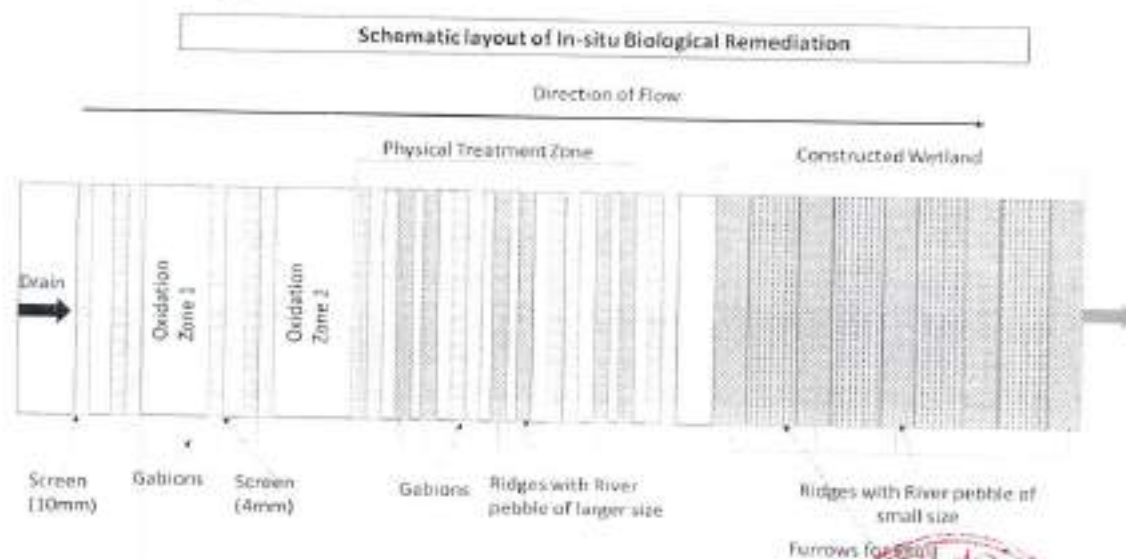 Schematic layout of In-situ Biological Remediation
Direction of Flow
Physical Treatment Zone
Constructed Wetland
Drain
Oxidation
Zone 1
Oxidation
Zone 2
Screen
(10mm)
Gabions
Screen
(4mm)
Gabions
Ridges with River
pebble of larger size
Ridges with River pebble of
small size
Furrows for